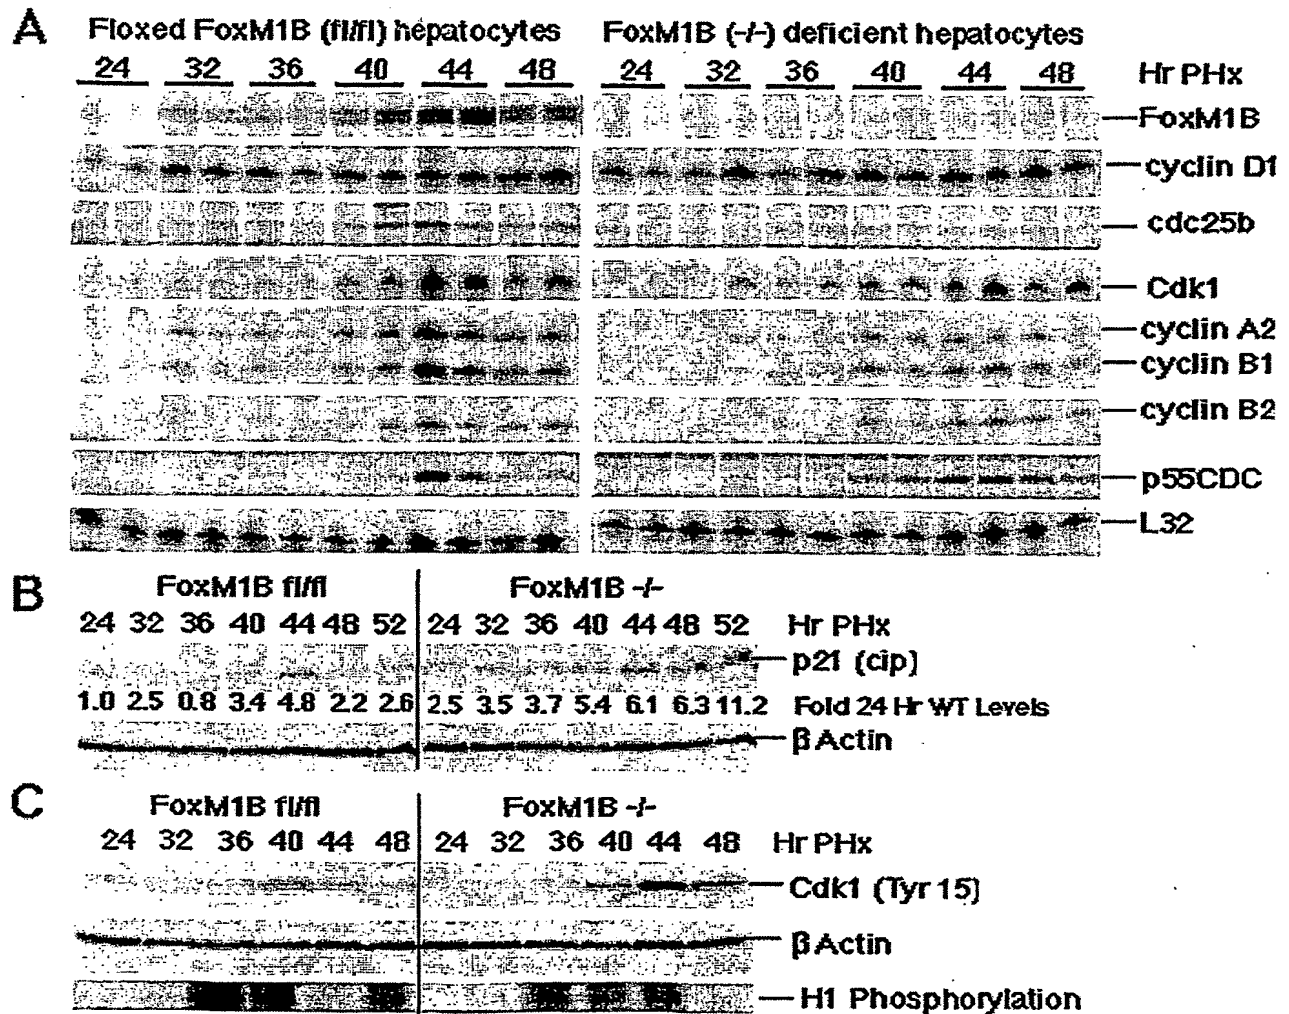 A
Floxed FoxM1B (fl/fl) hepatocytes FoxM1B (-/-) deficient hepatocytes
24 32 36 40 44 48 24 32 36 40 44 48 Hr PHx
FoxM1B
cyclin D1
cdc25b
Cdk1
cyclin A2
cyclin B1
cyclin B2
p55CDC
L32
B
FoxM1B fl/fl FoxM1B -/-
24 32 36 40 44 48 52 24 32 36 40 44 48 52 Hr PHx
p21 (cip)
1.0 2.5 0.8 3.4 4.8 2.2 2.6 2.5 3.5 3.7 5.4 6.1 6.3 11.2 Fold 24 Hr WT Levels
β Actin
C
FoxM1B fl/fl FoxM1B -/-
24 32 36 40 44 48 24 32 36 40 44 48 Hr PHx
Cdk1 (Tyr 15)
β Actin
H1 Phosphorylation